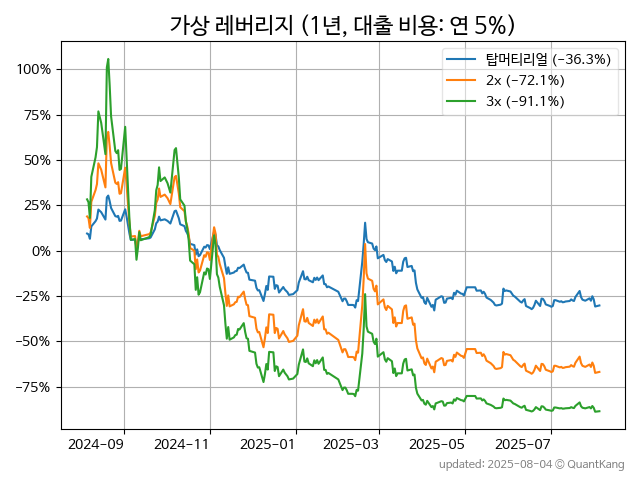 가상 레버리지 (1년, 대출 비용: 연 5%)
탑머티리얼 (−36.3%)
2x (−72.1%)
3x (−91.1%)
100%
75%
50%
25%
0%
−25%
−50%
−75%
2024-09 2024-11 2025-01 2025-03 2025-05 2025-07
updated: 2025-08-04 © QuantKang